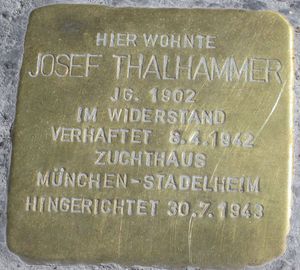 HIER WOHNTE
JOSEF THALHAMMER
JG. 1902
IM WIDERSTAND
VERHAFTET 8.4.1942
ZUCHTHAUS
MÜNCHEN-STADELHEIM
HINGERICHTET 30.7.1943